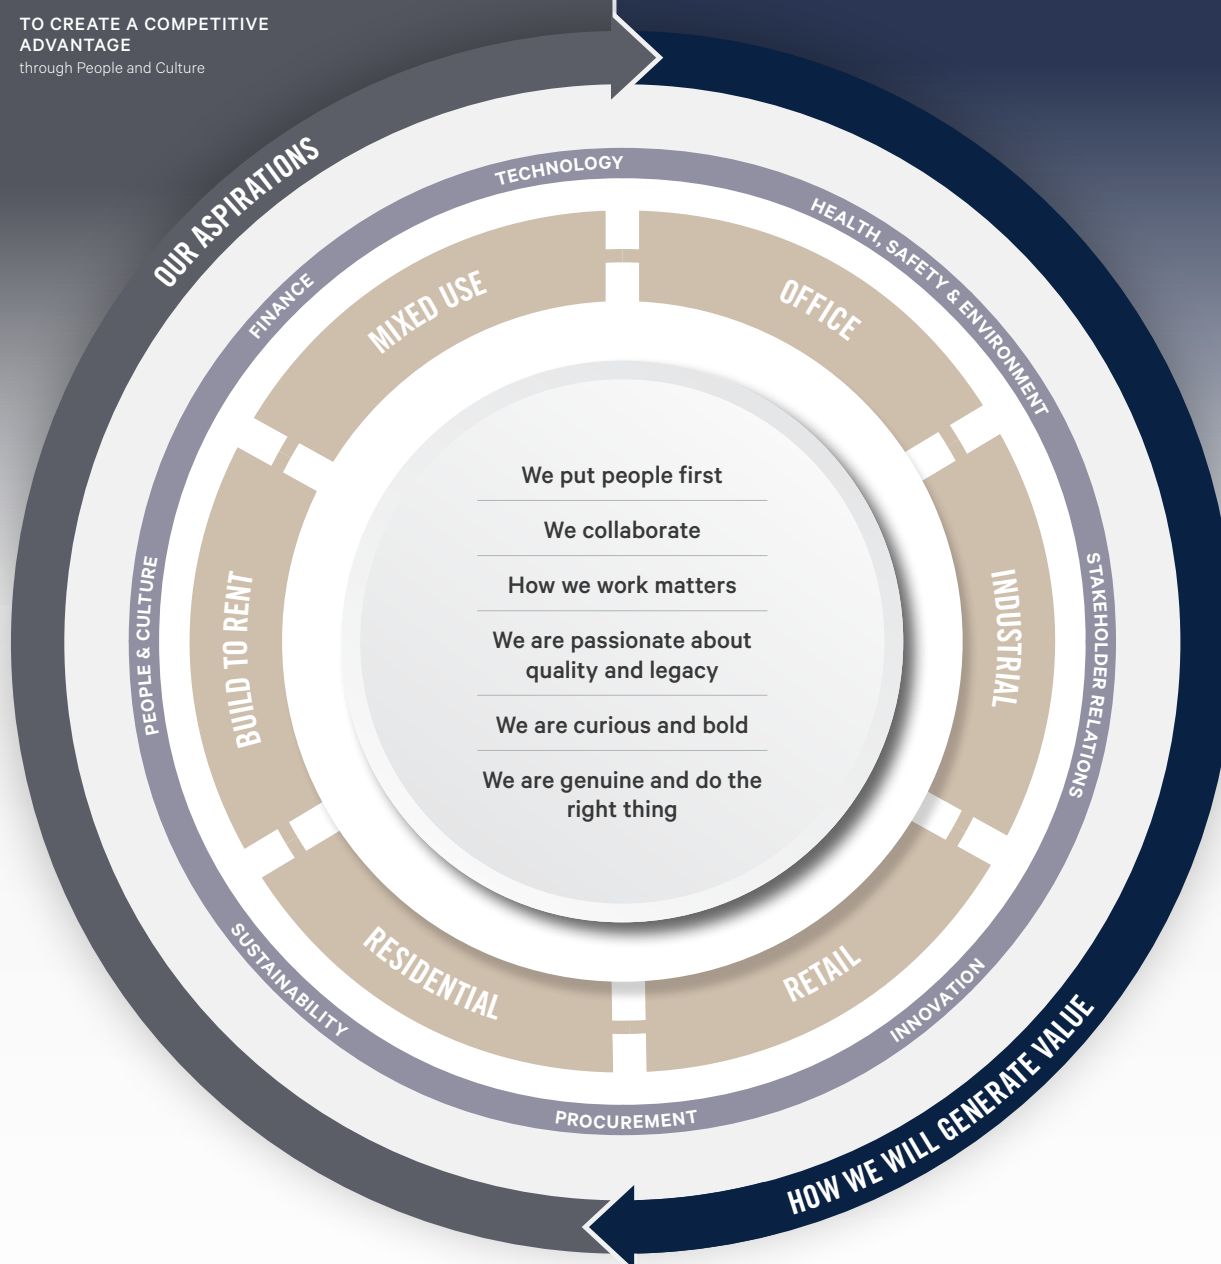 TO CREATE A COMPETITIVE
ADVANTAGE
through People and Culture
OUR ASPIRATIONS
TECHNOLOGY
HEALTH, SAFETY & ENVIRONMENT
FINANCE
MIXED USE
OFFICE
We put people first
We collaborate
How we work matters
We are passionate about
quality and legacy
We are curious and bold
We are genuine and do the
right thing
PEOPLE & CULTURE
BUILD TO RENT
INDUSTRIAL
STAKEHOLDER RELATIONS
SUSTAINABILITY
RESIDENTIAL
RETAIL
INNOVATION
PROCUREMENT
HOW WE WILL GENERATE VALUE